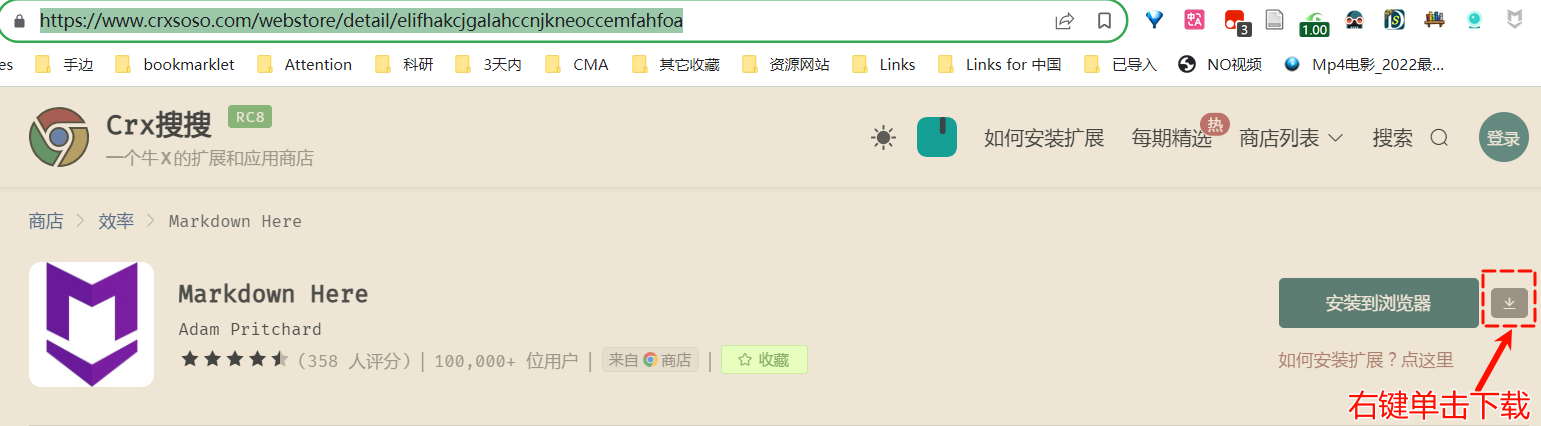 https://www.crxsoso.com/webstore/detail/elifhakcjgalahccnjkneoccemfahfoa
3
1.00
es 手边 bookmarklet Attention 科研 3天内 CMA 其它收藏 资源网站 Links Links for 中国 已导入 NO视频 Mp4电影_2022最...
Crx搜搜 RC8
一个牛X的扩展和应用商店
如何安装扩展 每期精选 热 商店列表 搜索 登录
商店 > 效率 > Markdown Here
Markdown Here
Adam Pritchard
(358 人评分) | 100,000+ 位用户 | 来自 商店 | 收藏
安装到浏览器
如何安装扩展？点这里
右键单击下载